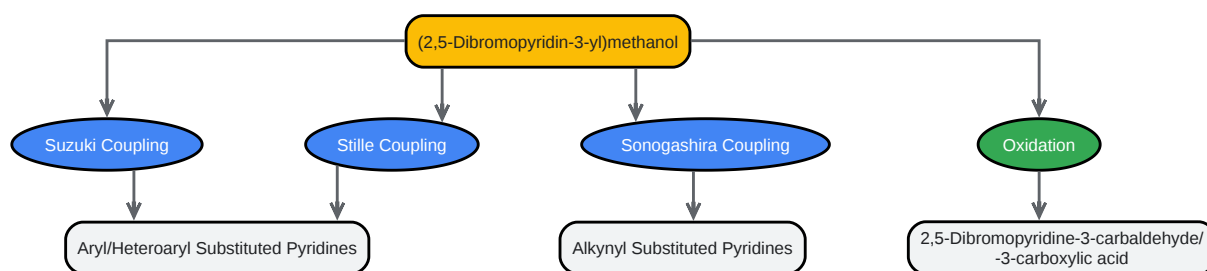 (2,5-Dibromopyridin-3-yl)methanol
Suzuki Coupling
Stille Coupling
Sonogashira Coupling
Oxidation
Aryl/Heteroaryl Substituted Pyridines
Alkynyl Substituted Pyridines
2,5-Dibromopyridine-3-carbaldehyde/
-3-carboxylic acid